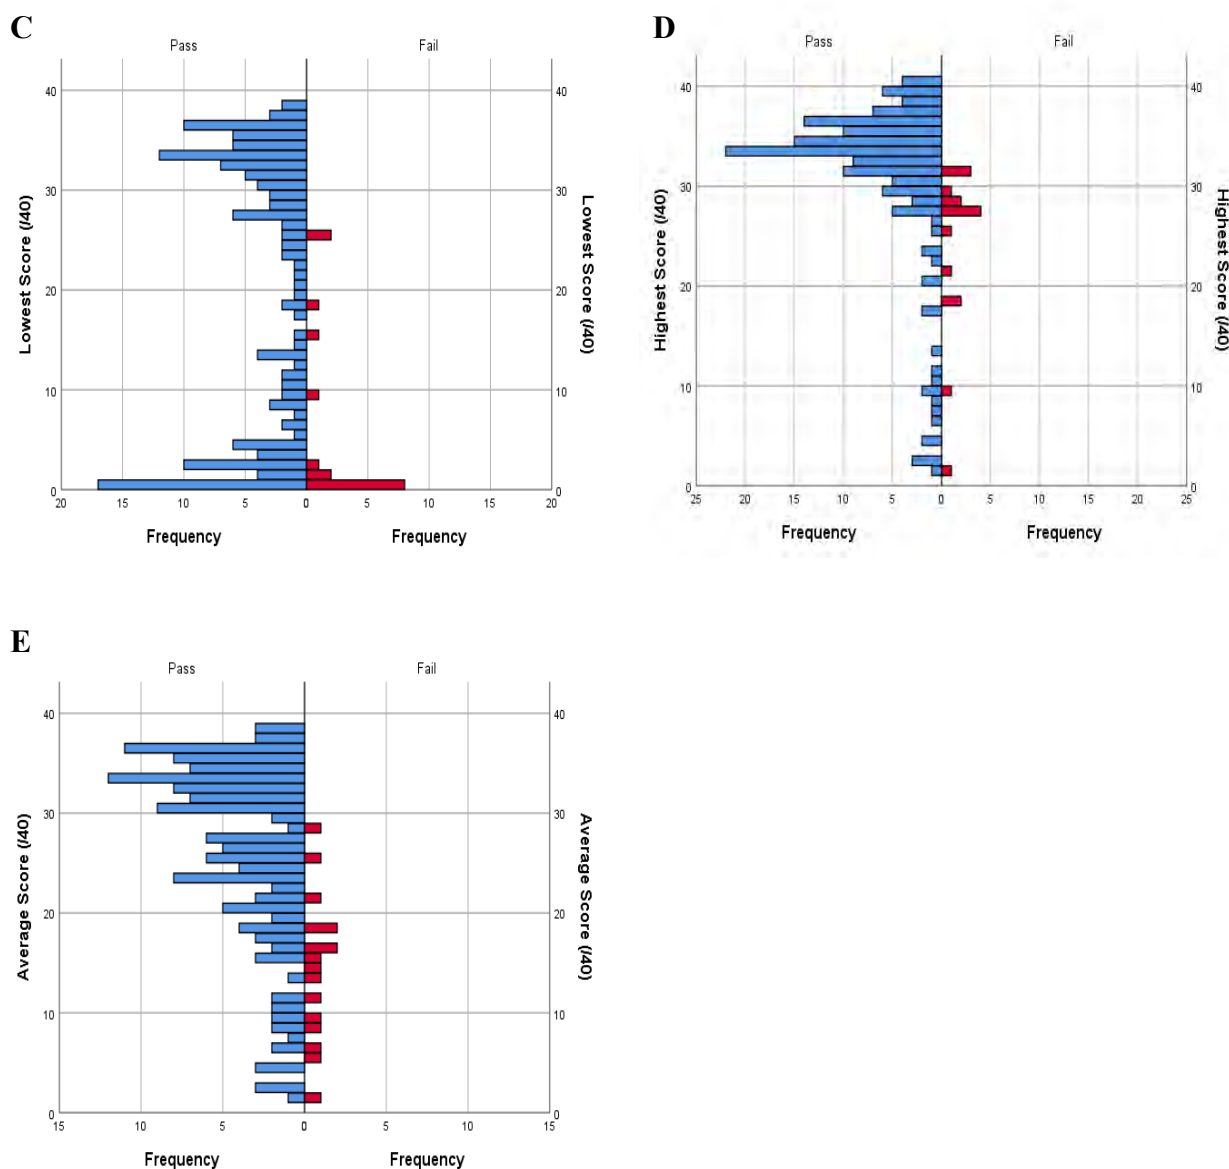 C
Pass Fail
40 40
30 30
20 20
10 10
0 0
20 15 10 5 0 5 10 15 20
Lowest Score (/40)
Lowest Score (/40)
Frequency Frequency
D
Pass Fail
40 40
30 30
20 20
10 10
0 0
25 20 15 10 5 0 5 10 15 20 25
Highest Score (/40)
Highest Score (/40)
Frequency Frequency
E
Pass Fail
40 40
30 30
20 20
10 10
0 0
15 10 5 0 5 10 15
Average Score (/40)
Average Score (/40)
Frequency Frequency